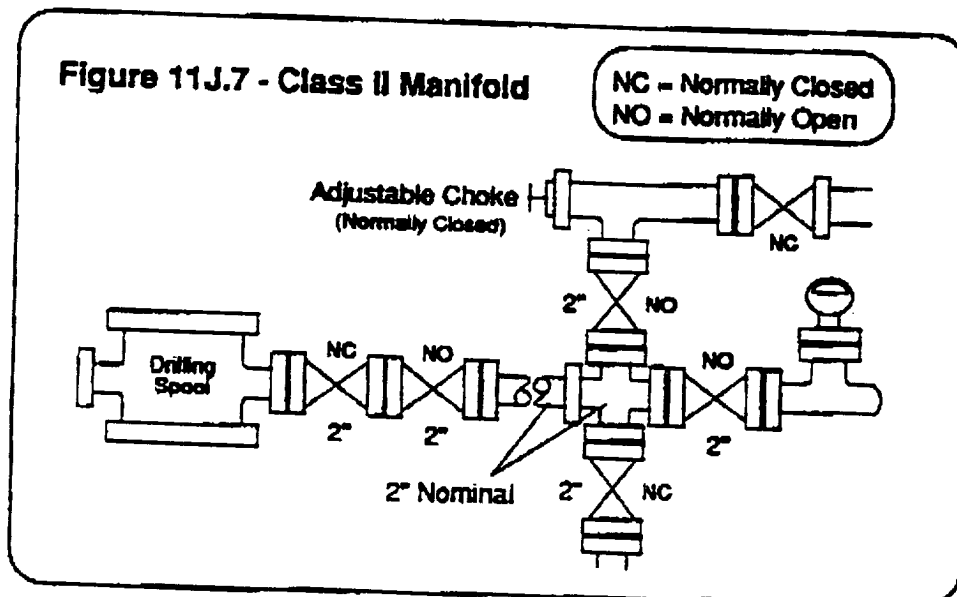 Figure 11J.7 - Class II Manifold
NC = Normally Closed
NO = Normally Open
Adjustable Choke
(Normally Closed)
NC
2" NO
Drilling
Spool
NC NO
2" 2"
NO
2"
2" Nominal
2" NC